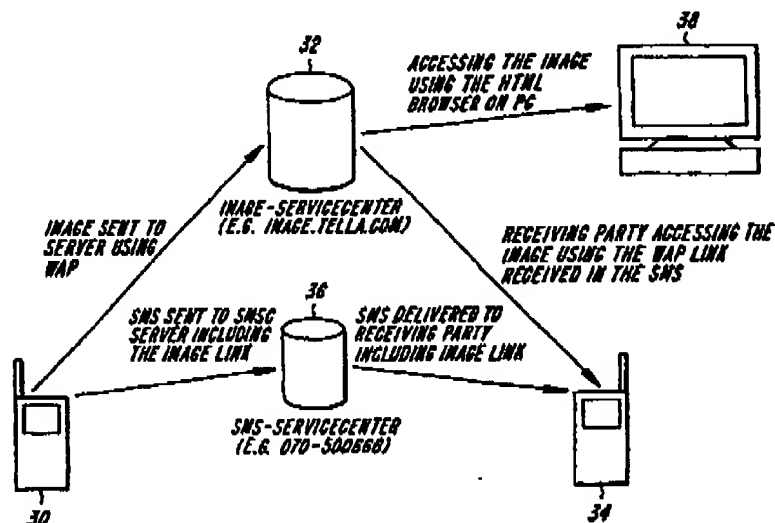 32
38
ACCESSING THE IMAGE
USING THE HTML
BROWSER ON PC
IMAGE-SERVICECENTER
(E.G. IMAGE.TELLA.COM)
IMAGE SENT TO
SERVER USING
WAP
RECEIVING PARTY ACCESSING THE
IMAGE USING THE WAP LINK
RECEIVED IN THE SMS
36
SMS SENT TO SMSC
SERVER INCLUDING
THE IMAGE LINK
SMS DELIVERED TO
RECEIVING PARTY
INCLUDING IMAGE LINK
SMS-SERVICECENTER
(E.G. 070-500666)
30
34